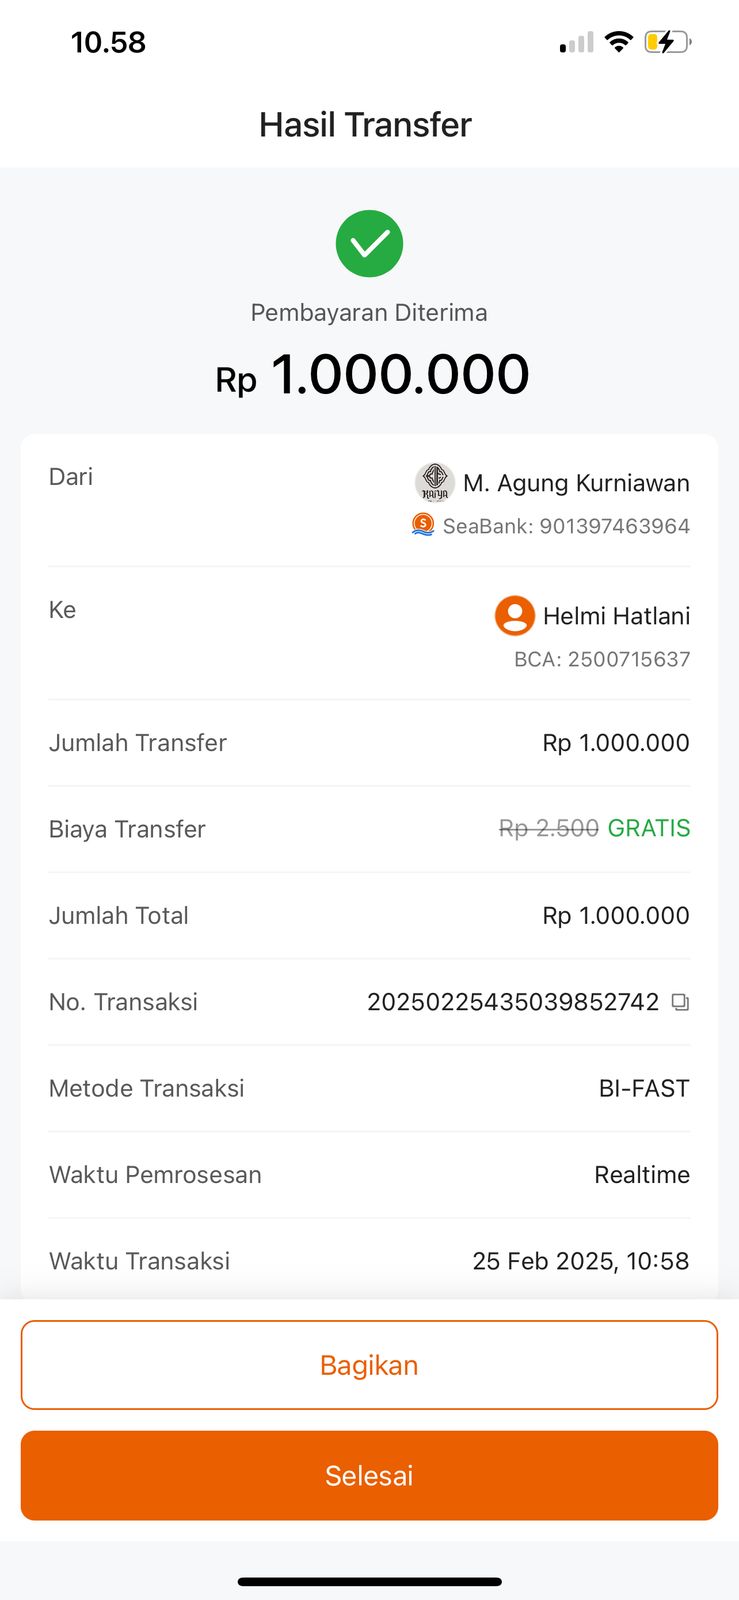 10.58
Hasil Transfer
Pembayaran Diterima
Rp 1.000.000
Dari
KAIYA
M. Agung Kurniawan
S
SeaBank: 901397463964
Ke
Helmi Hatlani
BCA: 2500715637
Jumlah Transfer
Rp 1.000.000
Biaya Transfer
Rp 2.500 GRATIS
Jumlah Total
Rp 1.000.000
No. Transaksi
20250225435039852742
Metode Transaksi
BI-FAST
Waktu Pemrosesan
Realtime
Waktu Transaksi
25 Feb 2025, 10:58
Bagikan
Selesai